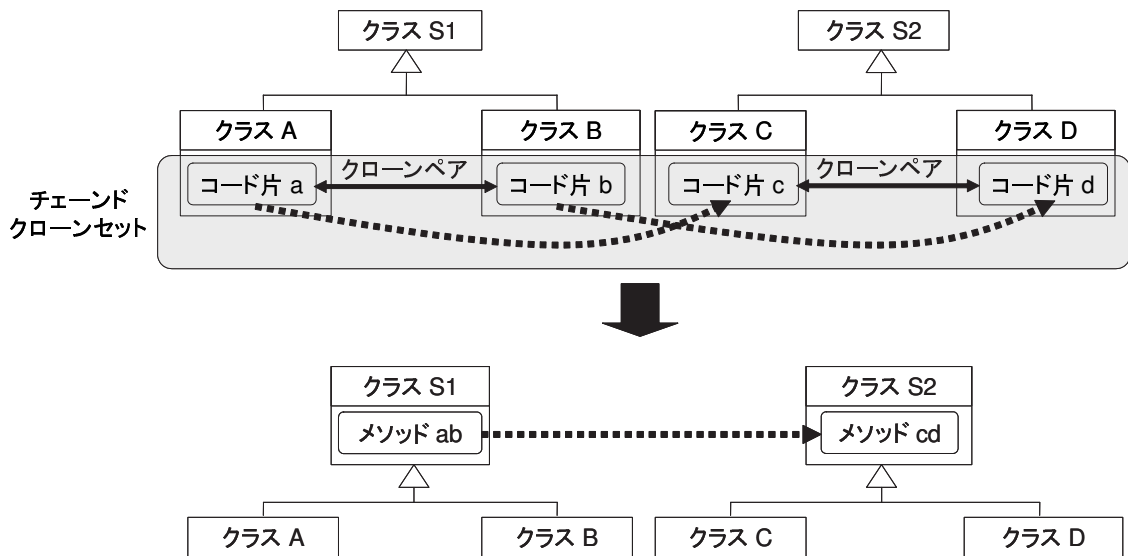 クラス S1
クラス S2
クラス A
クラス B
クラス C
クラス D
コード片 a
クローンペア
コード片 b
コード片 c
クローンペア
コード片 d
チェーンド
クローンセット
クラス S1
クラス S2
メソッド ab
メソッド cd
クラス A
クラス B
クラス C
クラス D